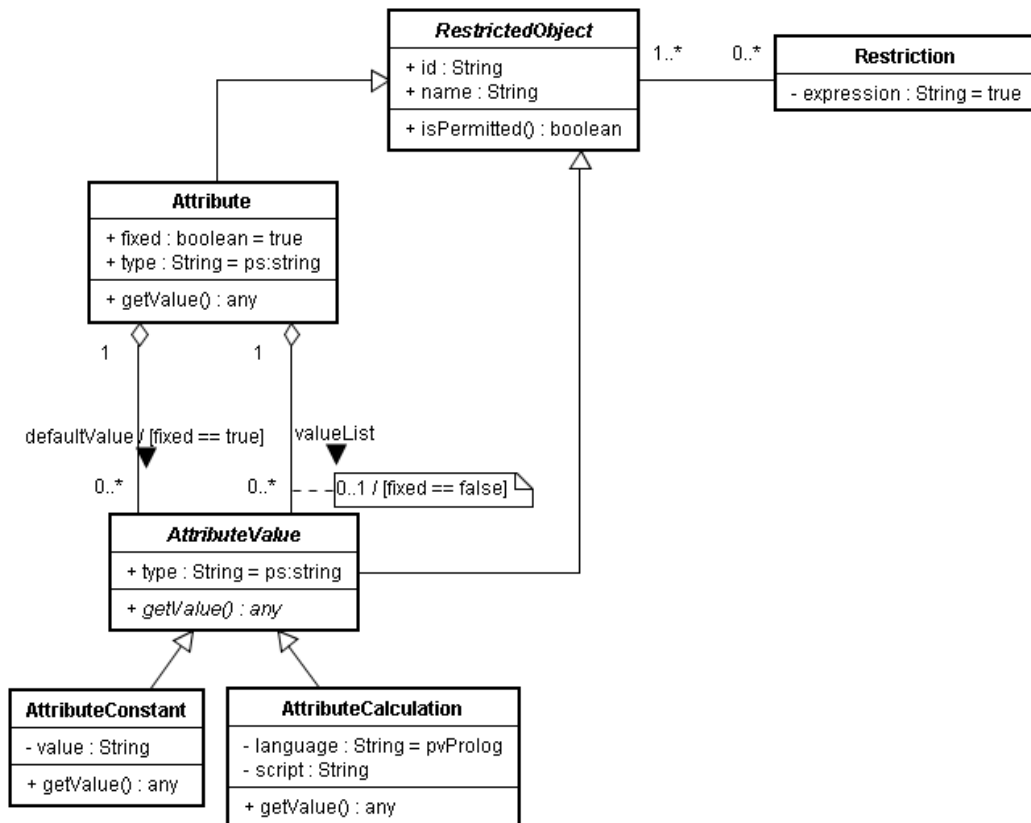 RestrictedObject
+ id : String
+ name : String
+ isPermitted() : boolean
1..*
0..*
Restriction
- expression : String = true
Attribute
+ fixed : boolean = true
+ type : String = ps:string
+ getValue() : any
1
1
defaultValue / [fixed == true]
valueList
0..*
0..*
0..1 / [fixed == false]
AttributeValue
+ type : String = ps:string
+ getValue() : any
AttributeConstant
- value : String
+ getValue() : any
AttributeCalculation
- language : String = pvProlog
- script : String
+ getValue() : any